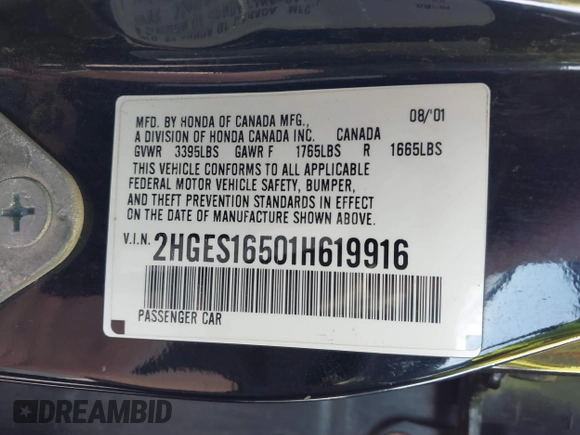 MFD. BY HONDA OF CANADA MFG., 08/'01
A DIVISION OF HONDA CANADA INC. CANADA
GVWR 3395LBS GAWR F 1765LBS R 1665LBS
THIS VEHICLE CONFORMS TO ALL APPLICABLE
FEDERAL MOTOR VEHICLE SAFETY, BUMPER,
AND THEFT PREVENTION STANDARDS IN EFFECT
ON THE DATE OF MANUFACTURE SHOWN ABOVE.
V.I.N. 2HGES16501H619916
PASSENGER CAR
DREAMBID